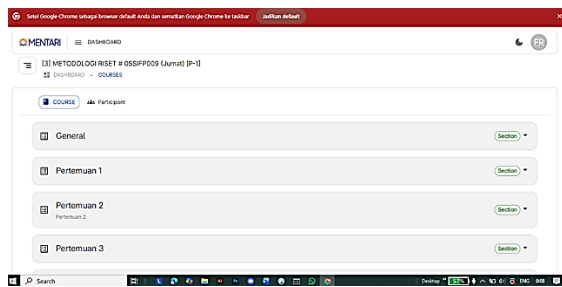 Setel Google Chrome sebagai browser default Anda dan sematkan Google Chrome ke taskbar Jadikan default
MENTARI DASHBOARD FR
[3] METODOLOGI RISET # 05SIFP009 (Jumat) [P-1]
DASHBOARD - COURSES
COURSE Participant
General Section
Pertemuan 1 Section
Pertemuan 2 Section
Pertemuan 2
Pertemuan 3 Section
Search Desktop 57% ENG